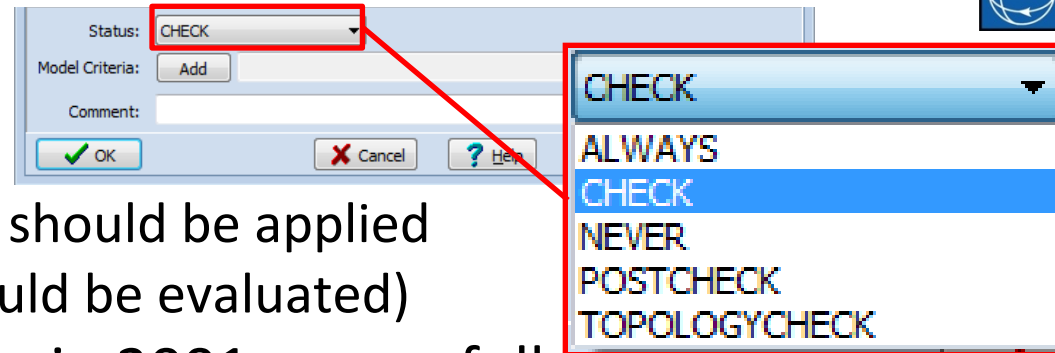 Status: CHECK
Model Criteria: Add
Comment:
OK Cancel Help
CHECK
ALWAYS
CHECK
NEVER
POSTCHECK
TOPOLOGYCHECK
should be applied
uld be evaluated)